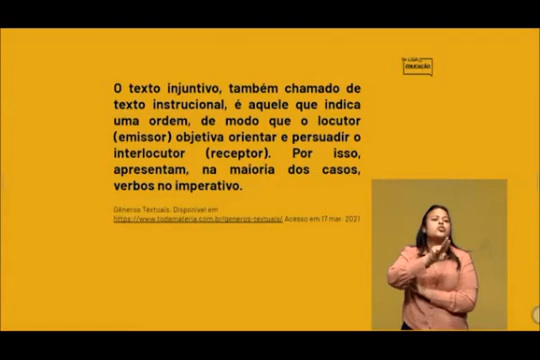 EDUCAÇÃO
O texto injuntivo, também chamado de
texto instrucional, é aquele que indica
uma ordem, de modo que o locutor
(emissor) objetiva orientar e persuadir o
interlocutor (receptor). Por isso,
apresentam, na maioria dos casos,
verbos no imperativo.
Gêneros Textuais. Disponível em
https://www.todamateria.com.br/generos-textuais/ Acesso em 17 mar. 2021